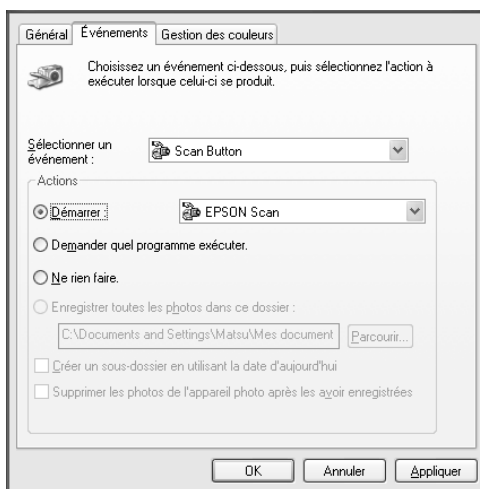 Général Événements Gestion des couleurs
Choisissez un événement ci-dessous, puis sélectionnez l'action à
exécuter lorsque celui-ci se produit.
Sélectionner un
événement :
Scan Button
Actions
Démarrer :
EPSON Scan
Demander quel programme exécuter.
Ne rien faire.
Enregistrer toutes les photos dans ce dossier :
C:\Documents and Settings\Matsu\Mes document
Parcourir...
Créer un sous-dossier en utilisant la date d'aujourd'hui
Supprimer les photos de l'appareil photo après les avoir enregistrées
OK Annuler Appliquer